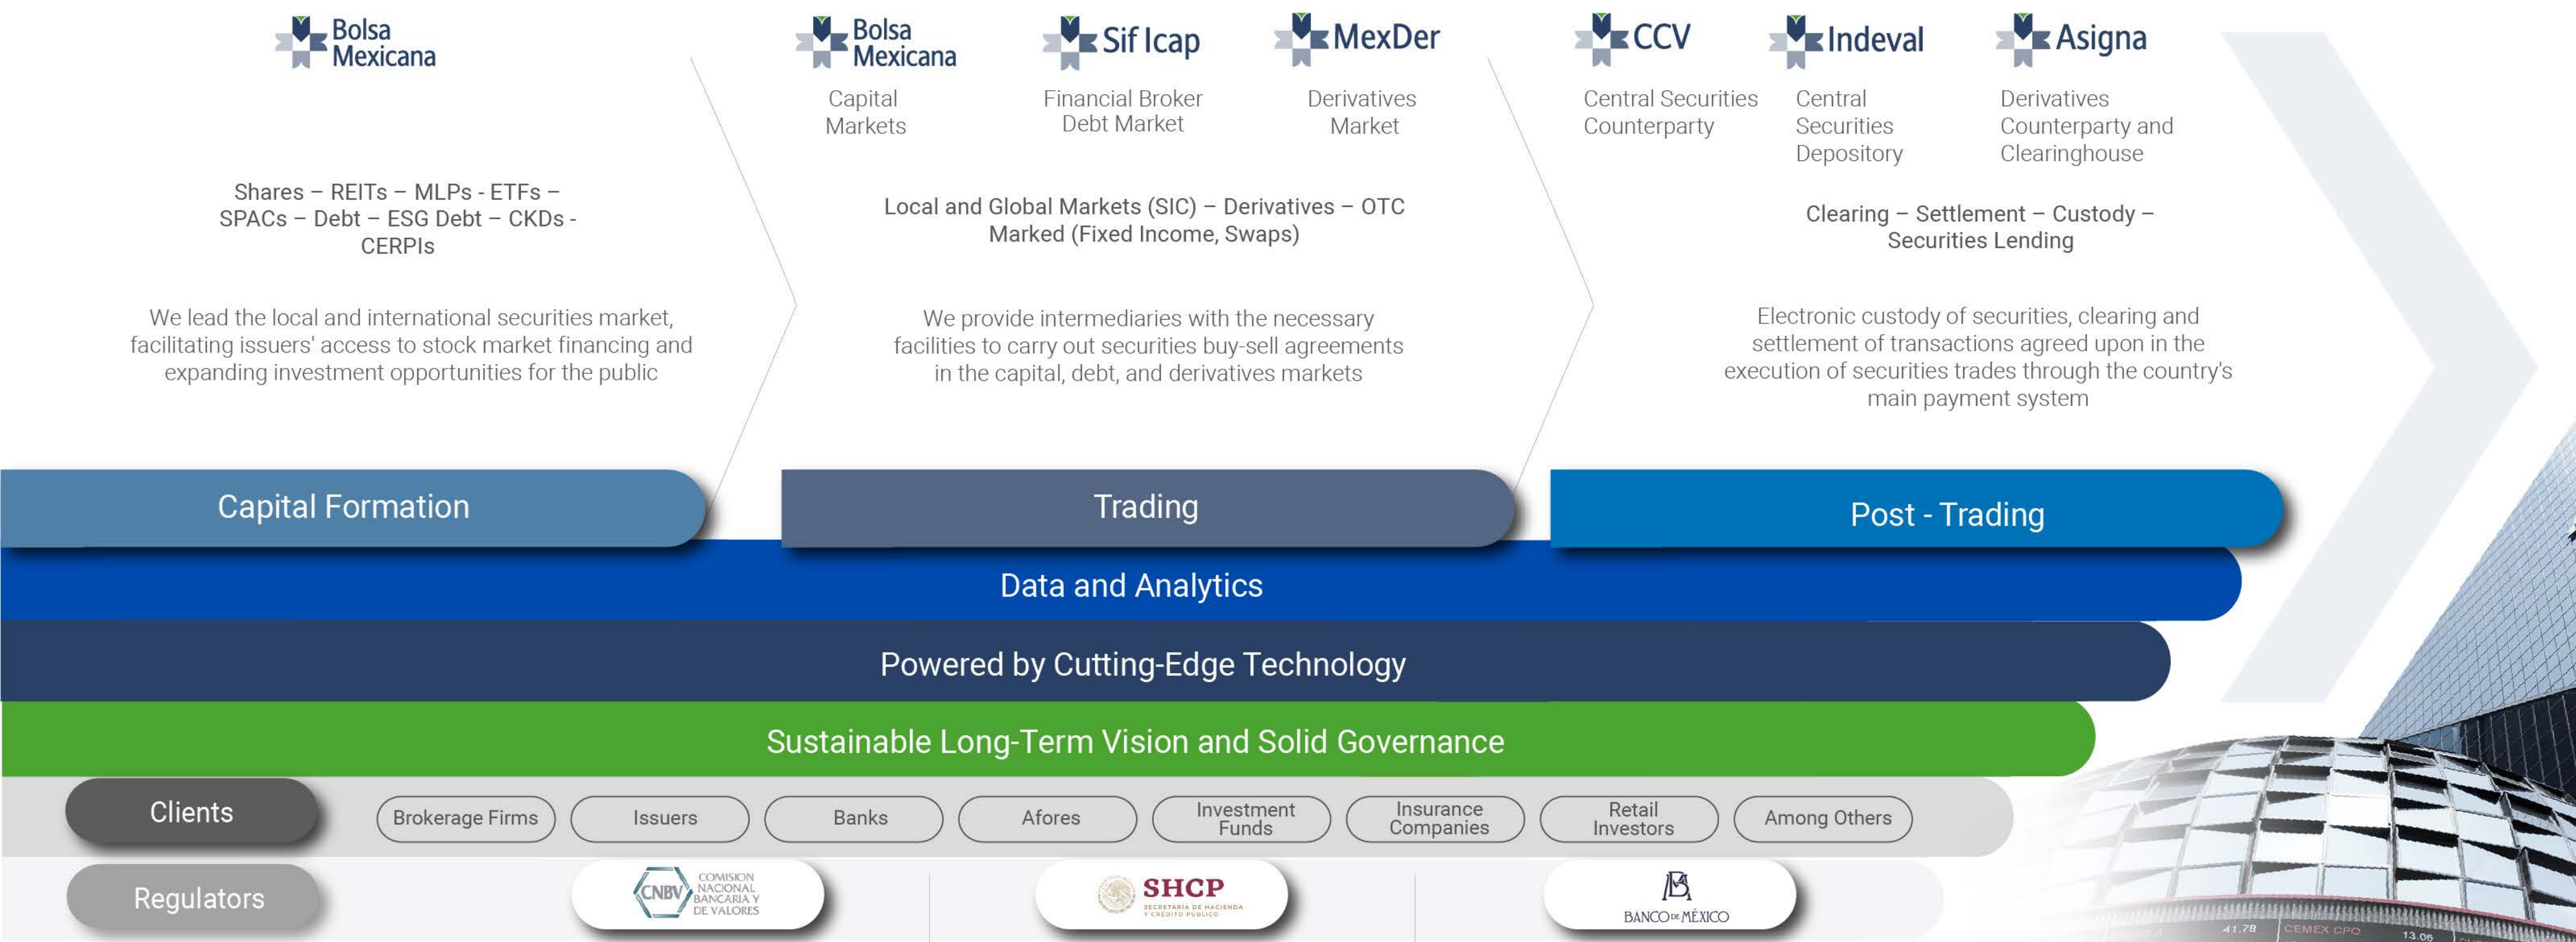 Bolsa
Mexicana
Shares – REITs – MLPs - ETFs –
SPACs – Debt – ESG Debt – CKDs -
CERPIs
We lead the local and international securities market,
facilitating issuers' access to stock market financing and
expanding investment opportunities for the public
Capital Formation
Bolsa
Mexicana
Capital
Markets
Sif Icap
Financial Broker
Debt Market
MexDer
Derivatives
Market
Local and Global Markets (SIC) – Derivatives – OTC
Marked (Fixed Income, Swaps)
We provide intermediaries with the necessary
facilities to carry out securities buy-sell agreements
in the capital, debt, and derivatives markets
Trading
CCV
Central Securities
Counterparty
Indeval
Central
Securities
Depository
Asigna
Derivatives
Counterparty and
Clearinghouse
Clearing – Settlement – Custody –
Securities Lending
Electronic custody of securities, clearing and
settlement of transactions agreed upon in the
execution of securities trades through the country's
main payment system
Post - Trading
Data and Analytics
Powered by Cutting-Edge Technology
Sustainable Long-Term Vision and Solid Governance
Clients
Brokerage Firms
Issuers
Banks
Afores
Investment
Funds
Insurance
Companies
Retail
Investors
Among Others
Regulators
CNBV
COMISION
NACIONAL
BANCARIA Y
DE VALORES
SHCP
SECRETARÍA DE HACIENDA
Y CRÉDITO PÚBLICO
BANCO DE MÉXICO
41.78
CEMEX CPO
13.06